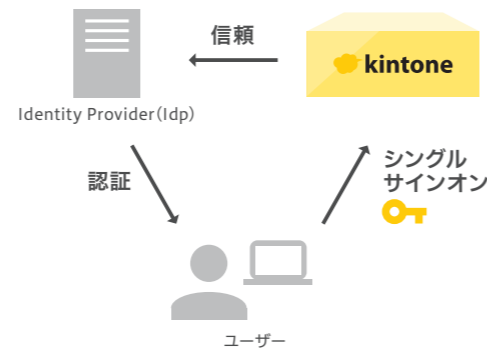 信頼
kintone
Identity Provider(Idp)
認証
シングル
サインオン
ユーザー